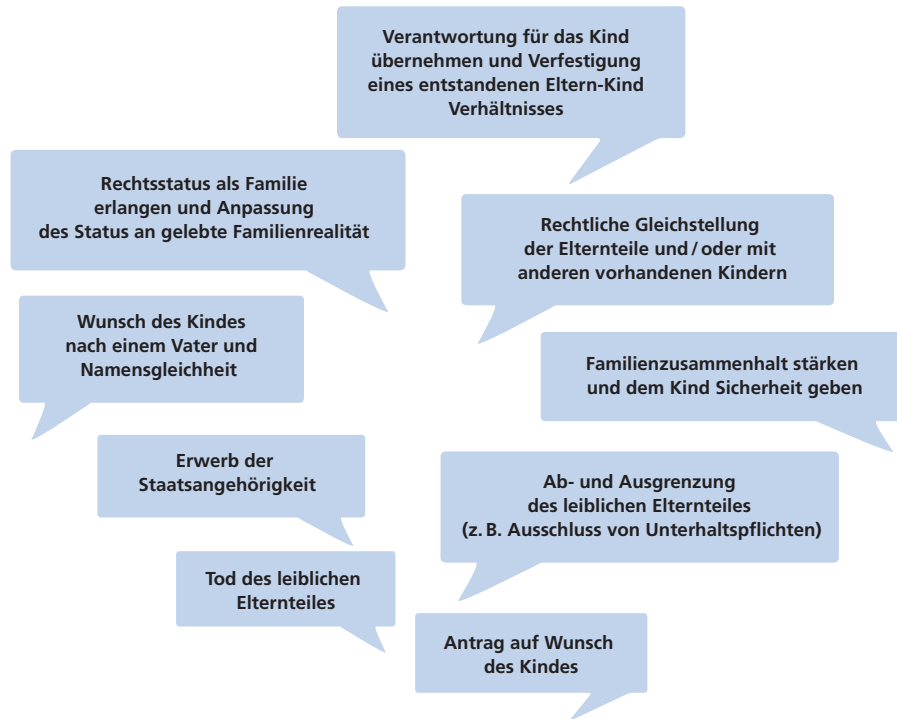 Verantwortung für das Kind
übernehmen und Verfestigung
eines entstandenen Eltern-Kind
Verhältnisses
Rechtsstatus als Familie
erlangen und Anpassung
des Status an gelebte Familienrealität
Rechtliche Gleichstellung
der Elternteile und / oder mit
anderen vorhandenen Kindern
Wunsch des Kindes
nach einem Vater und
Namensgleichheit
Familienzusammenhalt stärken
und dem Kind Sicherheit geben
Erwerb der
Staatsangehörigkeit
Ab- und Ausgrenzung
des leiblichen Elternteiles
(z. B. Ausschluss von Unterhaltspflichten)
Tod des leiblichen
Elternteiles
Antrag auf Wunsch
des Kindes